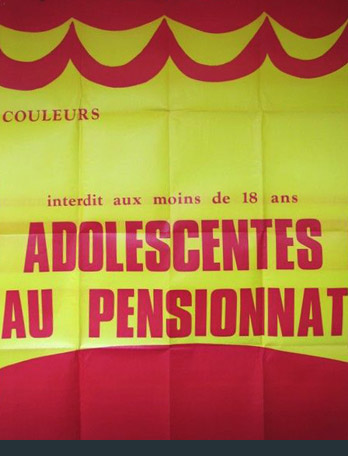 COULEURS
interdit aux moins de 18 ans
ADOLESCENTES
AU PENSIONNAT